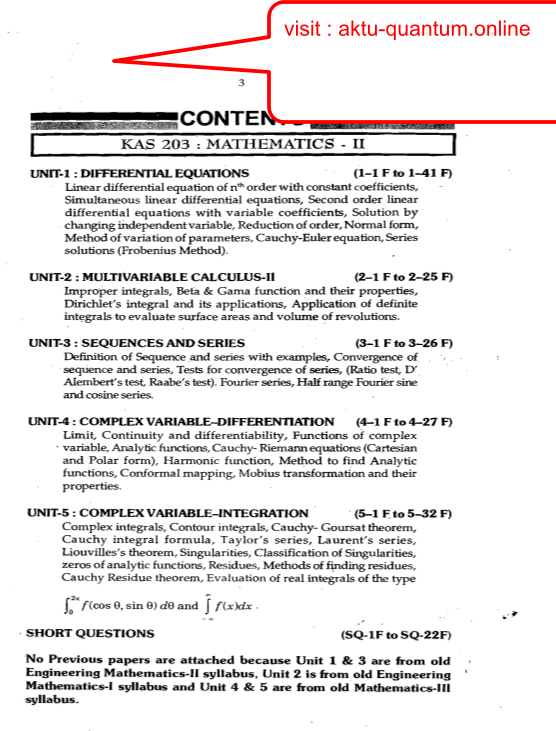 visit : aktu-quantum.online
3
CONTEN
KAS 203 : MATHEMATICS - II
UNIT-1 : DIFFERENTIAL EQUATIONS (1–1 F to 1–41 F)
Linear differential equation of nth order with constant coefficients,
Simultaneous linear differential equations, Second order linear
differential equations with variable coefficients, Solution by
changing independent variable, Reduction of order, Normal form,
Method of variation of parameters, Cauchy-Euler equation, Series
solutions (Frobenius Method).
UNIT-2 : MULTIVARIABLE CALCULUS-II (2–1 F to 2–25 F)
Improper integrals, Beta & Gama function and their properties,
Dirichlet's integral and its applications, Application of definite
integrals to evaluate surface areas and volume of revolutions.
UNIT-3 : SEQUENCES AND SERIES (3–1 F to 3–26 F)
Definition of Sequence and series with examples, Convergence of
sequence and series, Tests for convergence of series, (Ratio test, D'
Alembert's test, Raabe's test). Fourier series, Half range Fourier sine
and cosine series.
UNIT-4 : COMPLEX VARIABLE–DIFFERENTIATION (4–1 F to 4–27 F)
Limit, Continuity and differentiability, Functions of complex
variable, Analytic functions, Cauchy- Riemann equations (Cartesian
and Polar form), Harmonic function, Method to find Analytic
functions, Conformal mapping, Mobius transformation and their
properties.
UNIT-5 : COMPLEX VARIABLE–INTEGRATION (5–1 F to 5–32 F)
Complex integrals, Contour integrals, Cauchy- Goursat theorem,
Cauchy integral formula, Taylor's series, Laurent's series,
Liouvilles's theorem, Singularities, Classification of Singularities,
zeros of analytic functions, Residues, Methods of finding residues,
Cauchy Residue theorem, Evaluation of real integrals of the type
∫₀²π f(cos θ, sin θ) dθ and ∫₋∞^∞ f(x)dx .
SHORT QUESTIONS (SQ-1F to SQ-22F)
No Previous papers are attached because Unit 1 & 3 are from old
Engineering Mathematics-II syllabus, Unit 2 is from old Engineering
Mathematics-I syllabus and Unit 4 & 5 are from old Mathematics-III
syllabus.